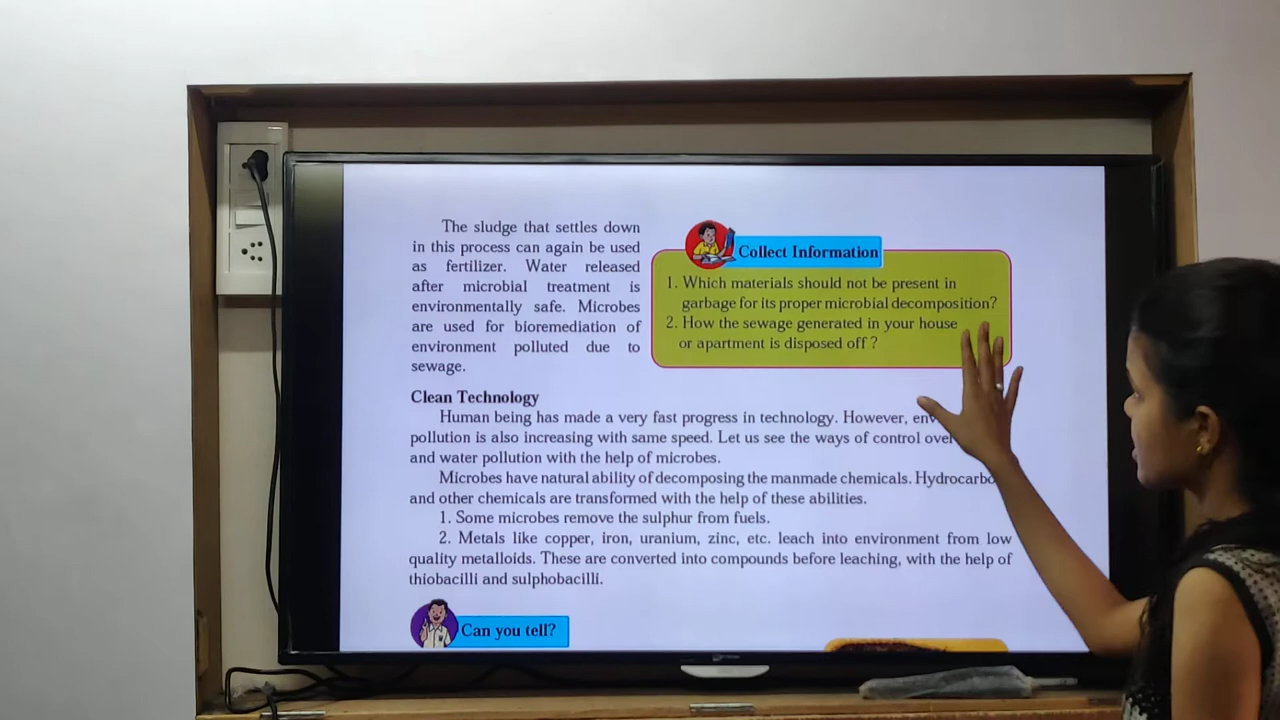 The sludge that settles down
in this process can again be used
as fertilizer. Water released
after microbial treatment is
environmentally safe. Microbes
are used for bioremediation of
environment polluted due to
sewage.
Collect Information
1. Which materials should not be present in
garbage for its proper microbial decomposition?
2. How the sewage generated in your house
or apartment is disposed off ?
Clean Technology
Human being has made a very fast progress in technology. However,
pollution is also increasing with same speed. Let us see the ways of control over
and water pollution with the help of microbes.
Microbes have natural ability of decomposing the manmade chemicals.
and other chemicals are transformed with the help of these abilities.
1. Some microbes remove the sulphur from fuels.
2. Metals like copper, iron, uranium, zinc, etc. leach into environment from low
quality metalloids. These are converted into compounds before leaching, with the help of
thiobacilli and sulphobacilli.
Can you tell?